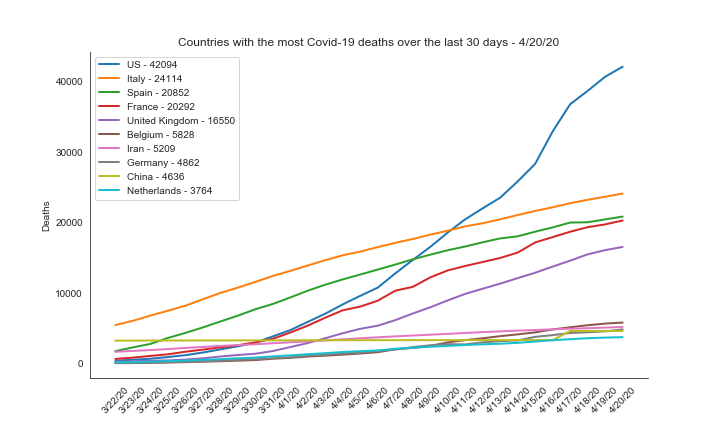 Countries with the most Covid-19 deaths over the last 30 days - 4/20/20
US - 42094
Italy - 24114
Spain - 20852
France - 20292
United Kingdom - 16550
Belgium - 5828
Iran - 5209
Germany - 4862
China - 4636
Netherlands - 3764
Deaths
40000
30000
20000
10000
0
3/22/20
3/23/20
3/24/20
3/25/20
3/26/20
3/27/20
3/28/20
3/29/20
3/30/20
3/31/20
4/1/20
4/2/20
4/3/20
4/4/20
4/5/20
4/6/20
4/7/20
4/8/20
4/9/20
4/10/20
4/11/20
4/12/20
4/13/20
4/14/20
4/15/20
4/16/20
4/17/20
4/18/20
4/19/20
4/20/20